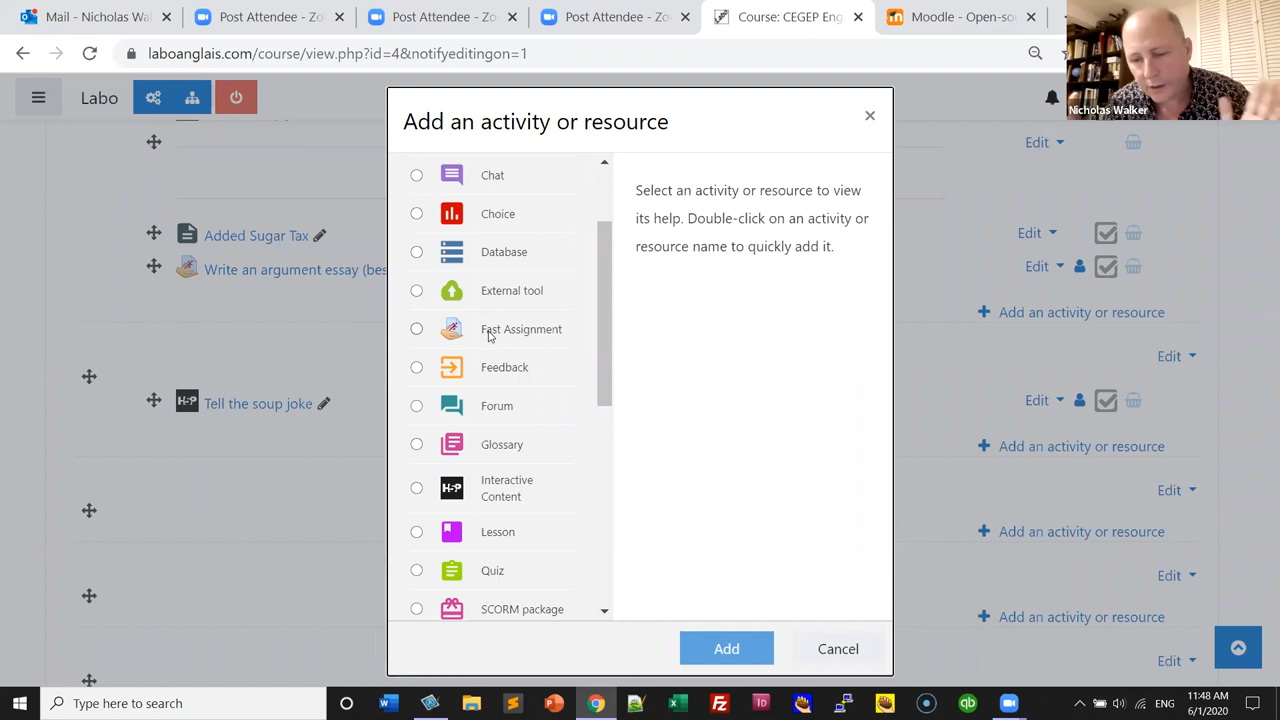 Mail - Nicholas Wal
Post Attendee - Zo
Post Attendee - Zo
Post Attendee - Zo
Course: CEGEP Eng
Moodle - Open-so
laboanglais.com/course/view.php?id=4&notifyeditingon=1
Nicholas Walker
Labo
Add an activity or resource
Edit
Chat
Select an activity or resource to view
its help. Double-click on an activity or
resource name to quickly add it.
Choice
Added Sugar Tax
Edit
Database
Write an argument essay (bes
Edit
External tool
Add an activity or resource
Fast Assignment
Edit
Feedback
H-P
Tell the soup joke
Edit
Forum
Glossary
Add an activity or resource
H-P
Interactive
Content
Edit
Lesson
Add an activity or resource
Quiz
Edit
SCORM package
Add an activity or resource
Add
Cancel
Edit
Type here to search
ENG
11:48 AM
6/1/2020